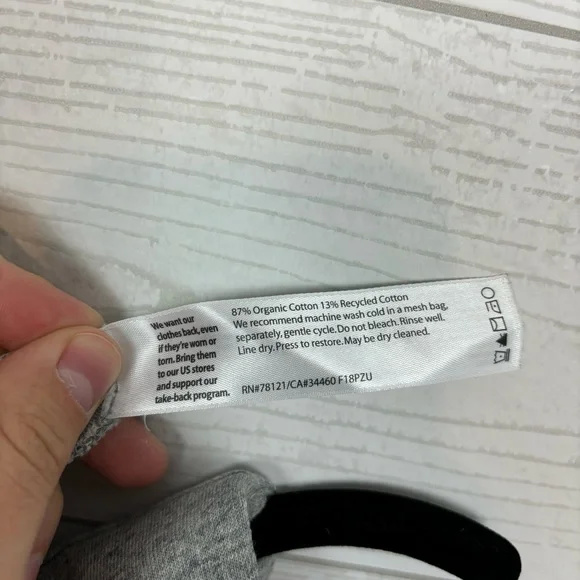 We want our
clothes back, even
if they're worn or
torn. Bring them
to our US stores
and support our
take-back program.
87% Organic Cotton 13% Recycled Cotton
We recommend machine wash cold in a mesh bag,
separately, gentle cycle. Do not bleach. Rinse well.
Line dry. Press to restore. May be dry cleaned.
RN#78121/CA#34460 F18PZU